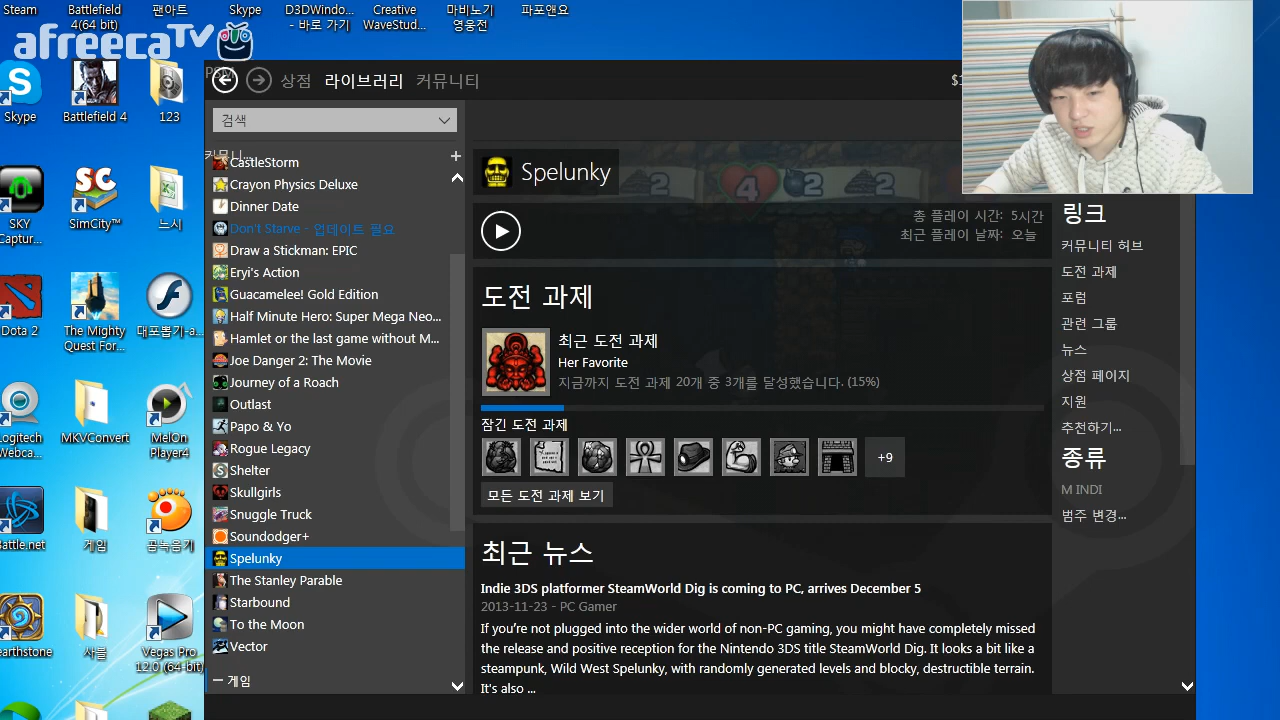 Steam
Battlefield 4(64 bit)
팬아트
Skype
D3DWindo... - 바로 가기
Creative WaveStud...
마비노기 영웅전
파포앤요
afreecaTV
상점 라이브러리 커뮤니티
Skype
Battlefield 4
123
검색
CastleStorm
Crayon Physics Deluxe
Dinner Date
Don't Starve - 업데이트 필요
Draw a Stickman: EPIC
Eryi's Action
Guacamelee! Gold Edition
Half Minute Hero: Super Mega Neo...
Hamlet or the last game without M...
Joe Danger 2: The Movie
Journey of a Roach
Outlast
Papo & Yo
Rogue Legacy
Shelter
Skullgirls
Snuggle Truck
Soundodger+
Spelunky
The Stanley Parable
Starbound
To the Moon
Vector
게임
SKY Captur...
SimCity™
느시
Dota 2
The Mighty Quest For...
Logitech Webca...
MKVConvert
MelOn Player4
Battle.net
게임
곰녹음기
earthstone
서플
Vegas Pro 12.0 (64-bit)
Spelunky
2 4 2 2
총 플레이 시간: 5시간
최근 플레이 날짜: 오늘
도전 과제
최근 도전 과제
Her Favorite
지금까지 도전 과제 20개 중 3개를 달성했습니다. (15%)
잠긴 도전 과제
+9
모든 도전 과제 보기
최근 뉴스
Indie 3DS platformer SteamWorld Dig is coming to PC, arrives December 5
2013-11-23 - PC Gamer
If you're not plugged into the wider world of non-PC gaming, you might have completely missed
the release and positive reception for the Nintendo 3DS title SteamWorld Dig. It looks a bit like a
steampunk, Wild West Spelunky, with randomly generated levels and blocky, destructible terrain.
It's also ...
링크
커뮤니티 허브
도전 과제
포럼
관련 그룹
뉴스
상점 페이지
지원
추천하기...
종류
M INDI
범주 변경...